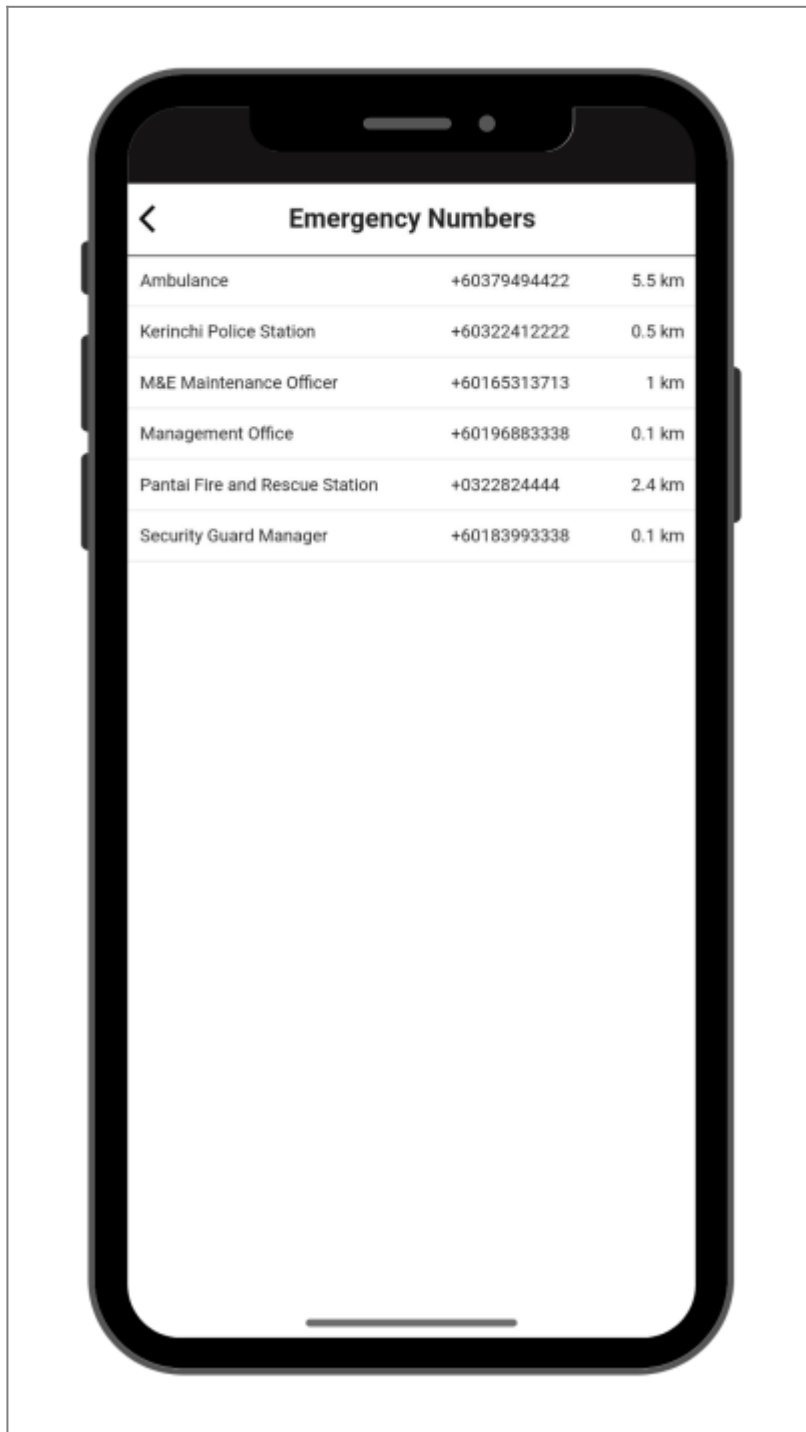 Emergency Numbers
Ambulance +60379494422 5.5 km
Kerinchi Police Station +60322412222 0.5 km
M&E Maintenance Officer +60165313713 1 km
Management Office +60196883338 0.1 km
Pantai Fire and Rescue Station +0322824444 2.4 km
Security Guard Manager +60183993338 0.1 km